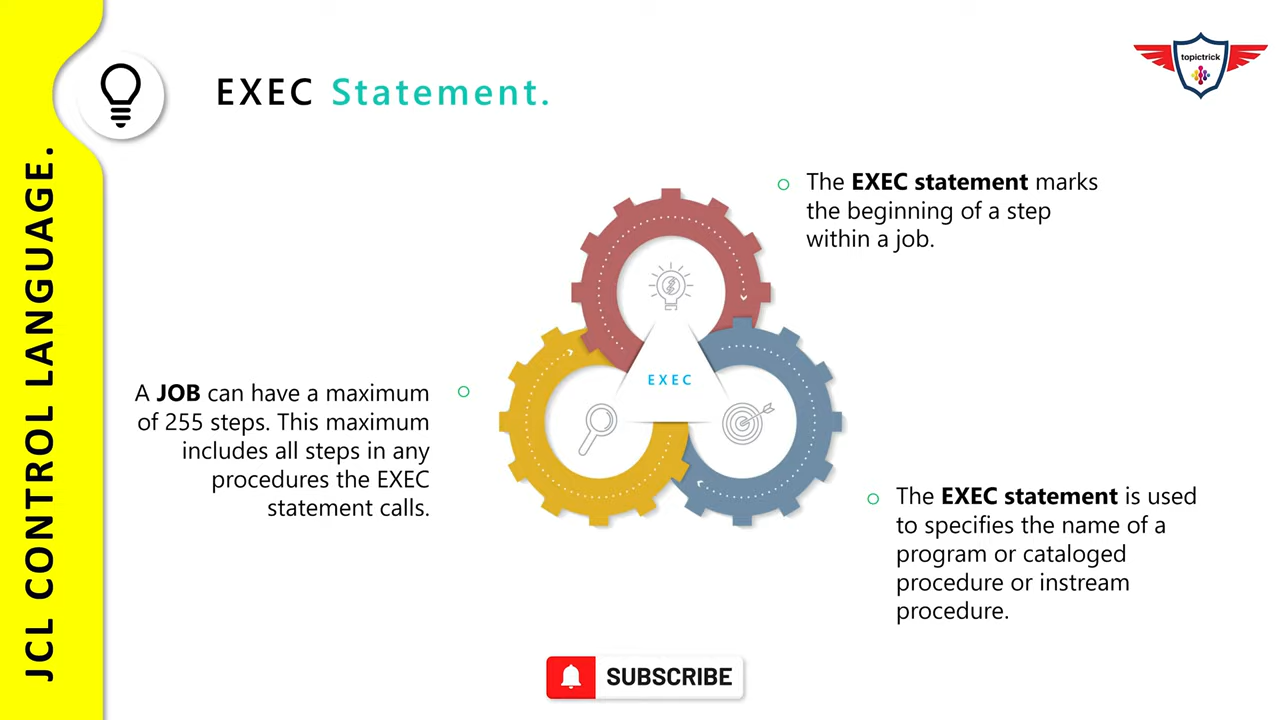 JCL CONTROL LANGUAGE.
EXEC Statement.
topictrick
The EXEC statement marks
the beginning of a step
within a job.
EXEC
A JOB can have a maximum
of 255 steps. This maximum
includes all steps in any
procedures the EXEC
statement calls.
The EXEC statement is used
to specifies the name of a
program or cataloged
procedure or instream
procedure.
SUBSCRIBE